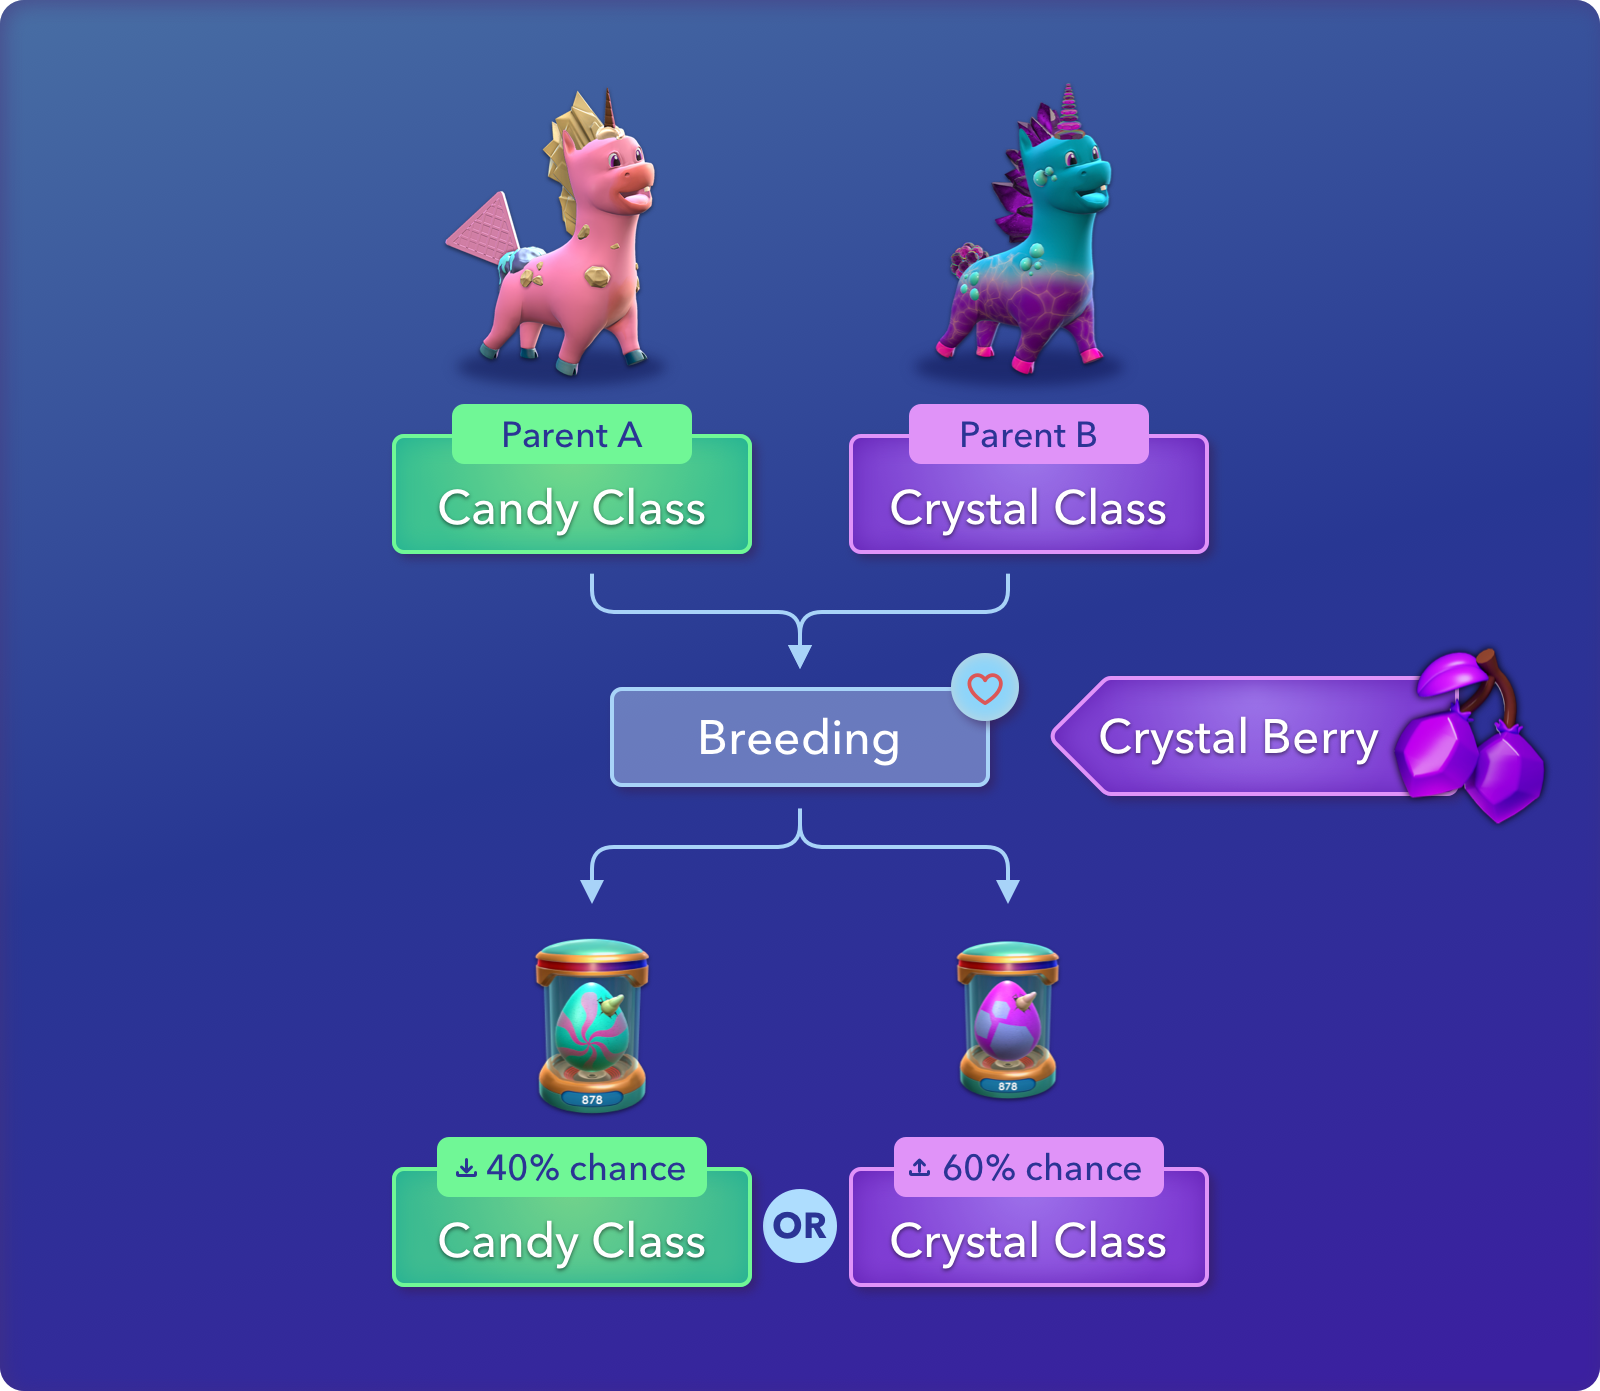 Parent A
Candy Class
Parent B
Crystal Class
Breeding
Crystal Berry
878
878
40% chance
Candy Class
OR
60% chance
Crystal Class